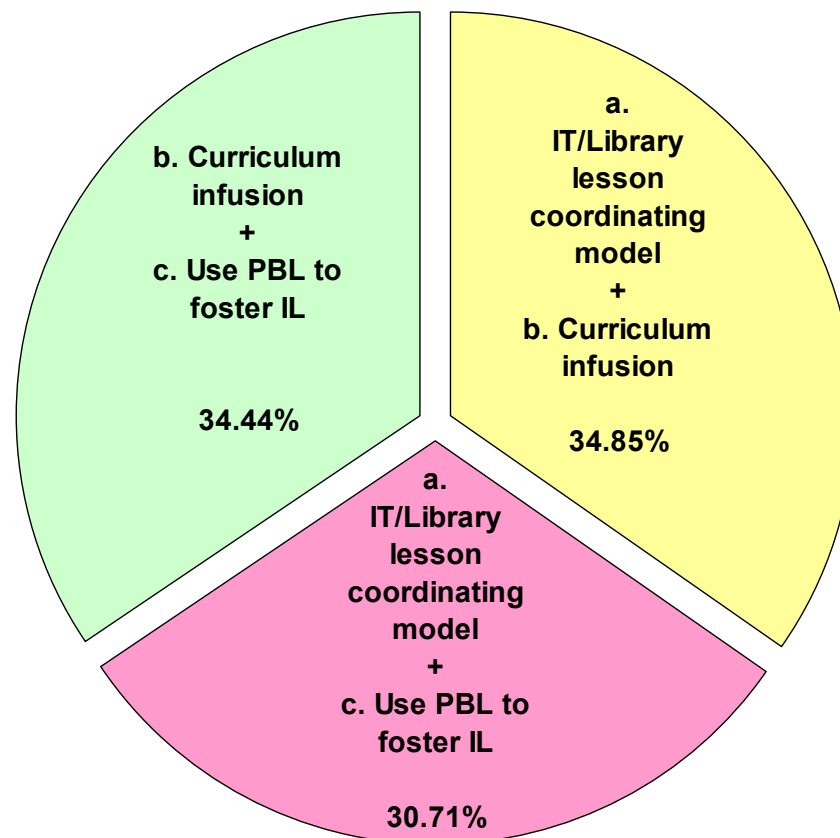 b. Curriculum
infusion
+
c. Use PBL to
foster IL
34.44%
a.
IT/Library
lesson
coordinating
model
+
b. Curriculum
infusion
34.85%
a.
IT/Library
lesson
coordinating
model
+
c. Use PBL to
foster IL
30.71%